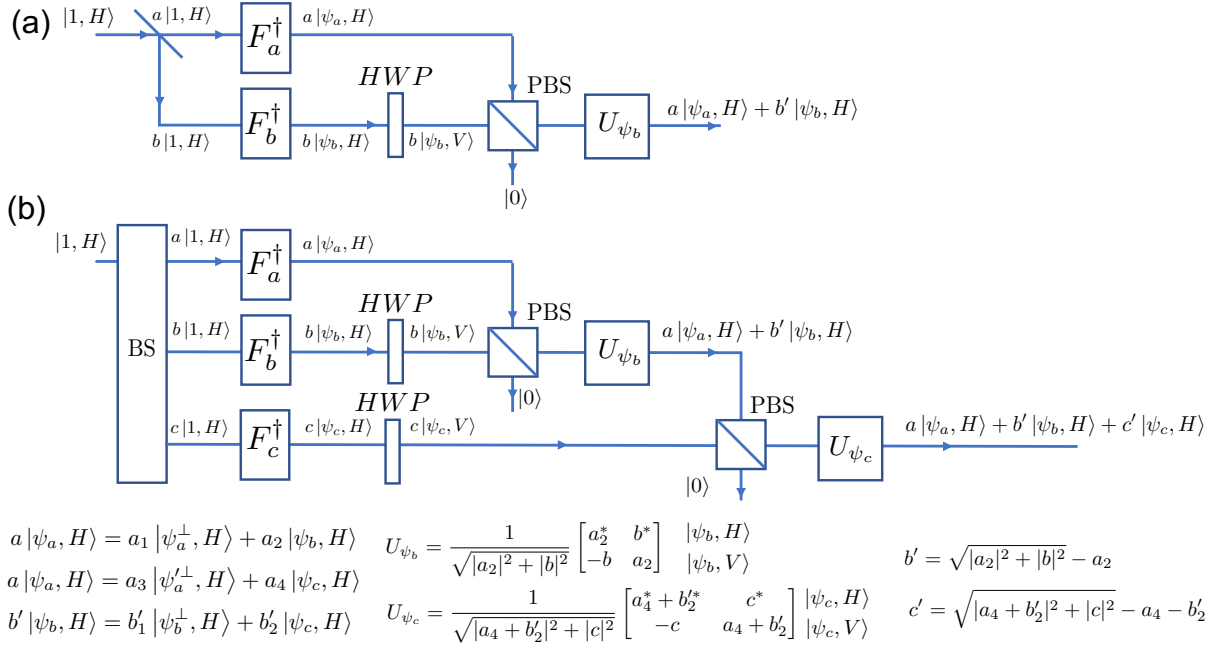 (a)
|1, H⟩ a |1, H⟩ F_a^† a |ψ_a, H⟩
HWP PBS
b |1, H⟩ F_b^† b |ψ_b, H⟩ b |ψ_b, V⟩ U_{ψ_b} a |ψ_a, H⟩ + b′ |ψ_b, H⟩
|0⟩
(b)
|1, H⟩ a |1, H⟩ F_a^† a |ψ_a, H⟩
HWP PBS
BS b |1, H⟩ F_b^† b |ψ_b, H⟩ b |ψ_b, V⟩ U_{ψ_b} a |ψ_a, H⟩ + b′ |ψ_b, H⟩
|0⟩
HWP PBS
c |1, H⟩ F_c^† c |ψ_c, H⟩ c |ψ_c, V⟩ U_{ψ_c} a |ψ_a, H⟩ + b′ |ψ_b, H⟩ + c′ |ψ_c, H⟩
|0⟩
a |ψ_a, H⟩ = a_1 |ψ_a^⊥, H⟩ + a_2 |ψ_b, H⟩
a |ψ_a, H⟩ = a_3 |ψ_a′^⊥, H⟩ + a_4 |ψ_c, H⟩
b′ |ψ_b, H⟩ = b′_1 |ψ_b^⊥, H⟩ + b′_2 |ψ_c, H⟩
U_{ψ_b} = 1/√(|a_2|^2 + |b|^2) [a_2^* b^*; −b a_2] |ψ_b, H⟩ |ψ_b, V⟩
U_{ψ_c} = 1/√(|a_4 + b′_2|^2 + |c|^2) [a_4^* + b_2′^* c^*; −c a_4 + b′_2] |ψ_c, H⟩ |ψ_c, V⟩
b′ = √(|a_2|^2 + |b|^2) − a_2
c′ = √(|a_4 + b′_2|^2 + |c|^2) − a_4 − b′_2